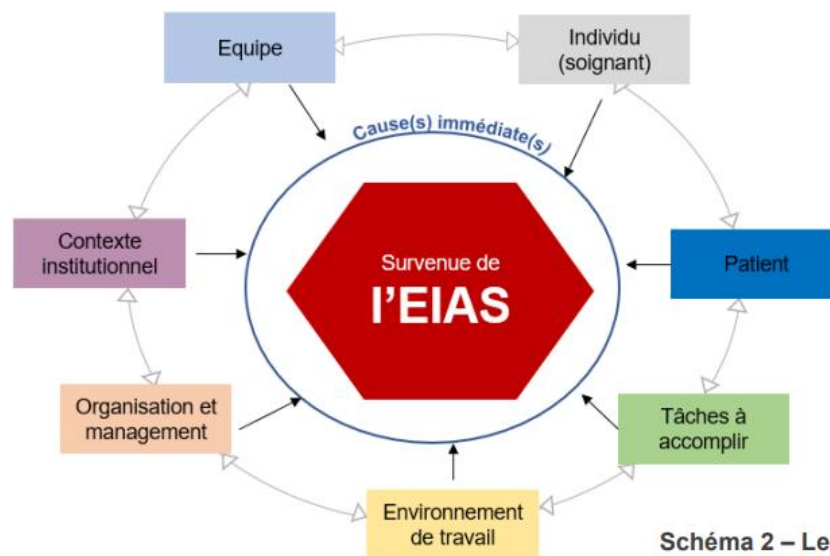 Equipe
Individu
(soignant)
Cause(s) immédiate(s)
Contexte
institutionnel
Survenue de
l'EIAS
Patient
Organisation et
management
Tâches à
accomplir
Environnement
de travail
Schéma 2 – Le